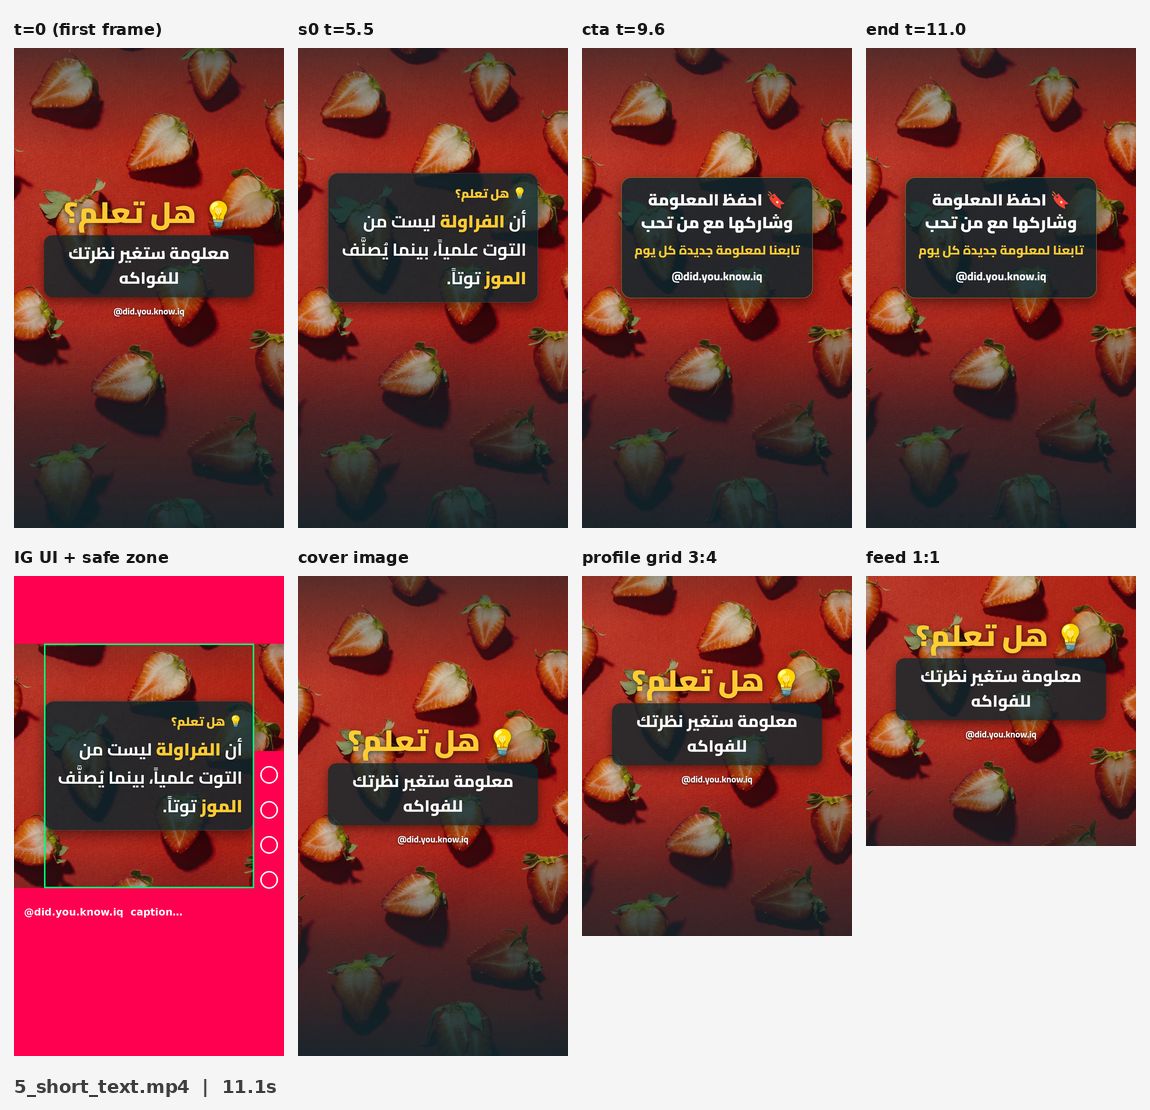 t=0 (first frame)
💡 هل تعلم؟
معلومة ستغير نظرتك
للفواكه
@did.you.know.iq
s0 t=5.5
💡 هل تعلم؟
أن الفراولة ليست من
التوت علمياً، بينما يُصنَّف
الموز توتاً.
cta t=9.6
🔖 احفظ المعلومة
وشاركها مع من تحب
تابعنا لمعلومة جديدة كل يوم
@did.you.know.iq
end t=11.0
🔖 احفظ المعلومة
وشاركها مع من تحب
تابعنا لمعلومة جديدة كل يوم
@did.you.know.iq
IG UI + safe zone
💡 هل تعلم؟
أن الفراولة ليست من
التوت علمياً، بينما يُصنَّف
الموز توتاً.
@did.you.know.iq caption...
cover image
💡 هل تعلم؟
معلومة ستغير نظرتك
للفواكه
@did.you.know.iq
profile grid 3:4
💡 هل تعلم؟
معلومة ستغير نظرتك
للفواكه
@did.you.know.iq
feed 1:1
💡 هل تعلم؟
معلومة ستغير نظرتك
للفواكه
@did.you.know.iq
5_short_text.mp4 | 11.1s